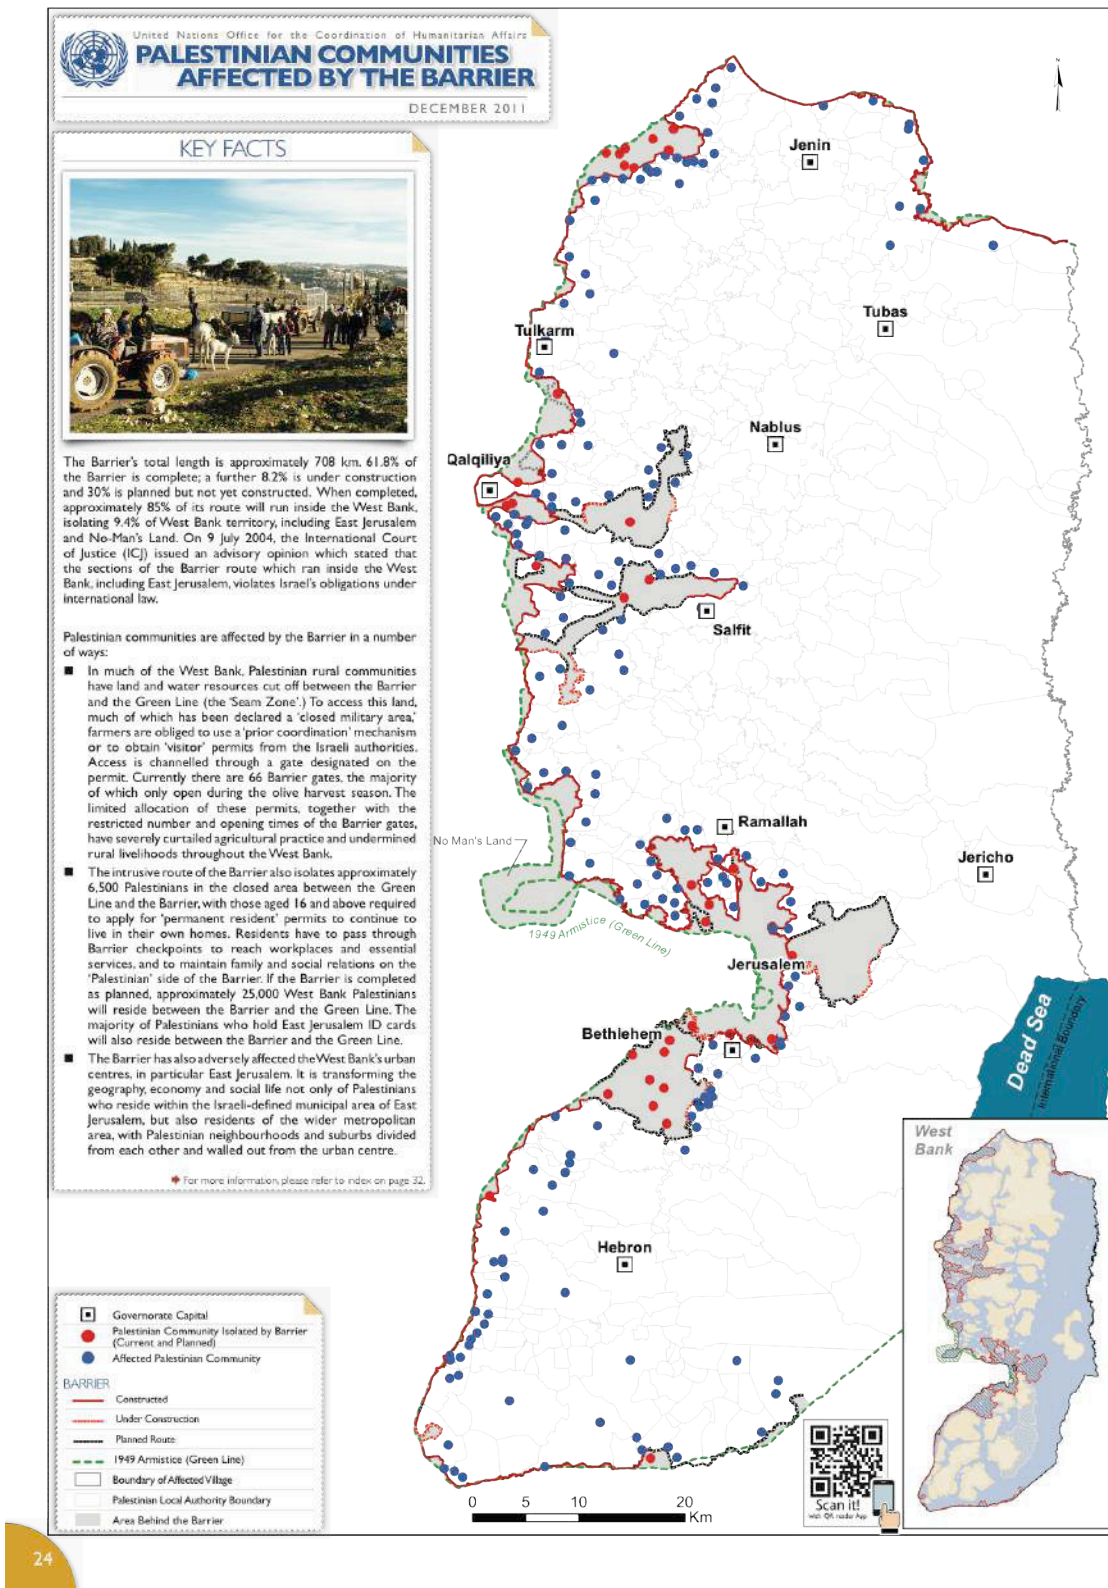 United Nations Office for the Coordination of Humanitarian Affairs
PALESTINIAN COMMUNITIES
AFFECTED BY THE BARRIER
DECEMBER 2011
KEY FACTS
The Barrier's total length is approximately 708 km. 61.8% of
the Barrier is complete; a further 8.2% is under construction
and 30% is planned but not yet constructed. When completed,
approximately 85% of its route will run inside the West Bank,
isolating 9.4% of West Bank territory, including East Jerusalem
and No-Man's Land. On 9 July 2004, the International Court
of Justice (ICJ) issued an advisory opinion which stated that
the sections of the Barrier route which ran inside the West
Bank, including East Jerusalem, violates Israel's obligations under
international law.
Palestinian communities are affected by the Barrier in a number
of ways:
In much of the West Bank, Palestinian rural communities
have land and water resources cut off between the Barrier
and the Green Line (the 'Seam Zone'.) To access this land,
much of which has been declared a 'closed military area,'
farmers are obliged to use a 'prior coordination' mechanism
or to obtain 'visitor' permits from the Israeli authorities.
Access is channelled through a gate designated on the
permit. Currently there are 66 Barrier gates, the majority
of which only open during the olive harvest season. The
limited allocation of these permits, together with the
restricted number and opening times of the Barrier gates,
have severely curtailed agricultural practice and undermined
rural livelihoods throughout the West Bank.
The intrusive route of the Barrier also isolates approximately
6,500 Palestinians in the closed area between the Green
Line and the Barrier, with those aged 16 and above required
to apply for 'permanent resident' permits to continue to
live in their own homes. Residents have to pass through
Barrier checkpoints to reach workplaces and essential
services, and to maintain family and social relations on the
'Palestinian' side of the Barrier. If the Barrier is completed
as planned, approximately 25,000 West Bank Palestinians
will reside between the Barrier and the Green Line. The
majority of Palestinians who hold East Jerusalem ID cards
will also reside between the Barrier and the Green Line.
The Barrier has also adversely affected the West Bank's urban
centres, in particular East Jerusalem. It is transforming the
geography, economy and social life not only of Palestinians
who reside within the Israeli-defined municipal area of East
Jerusalem, but also residents of the wider metropolitan
area, with Palestinian neighbourhoods and suburbs divided
from each other and walled out from the urban centre.
For more information, please refer to index on page 32.
Governorate Capital
Palestinian Community Isolated by Barrier
(Current and Planned)
Affected Palestinian Community
BARRIER
Constructed
Under Construction
Planned Route
1949 Armistice (Green Line)
Boundary of Affected Village
Palestinian Local Authority Boundary
Area Behind the Barrier
24
N
Jenin
Tubas
Tulkarm
Nablus
Qalqiliya
Salfit
Ramallah
No Man's Land
Jericho
1949 Armistice (Green Line)
Jerusalem
Bethlehem
Dead Sea
International Boundary
Hebron
0 5 10 20
Km
Scan it!
with QR reader App
West
Bank